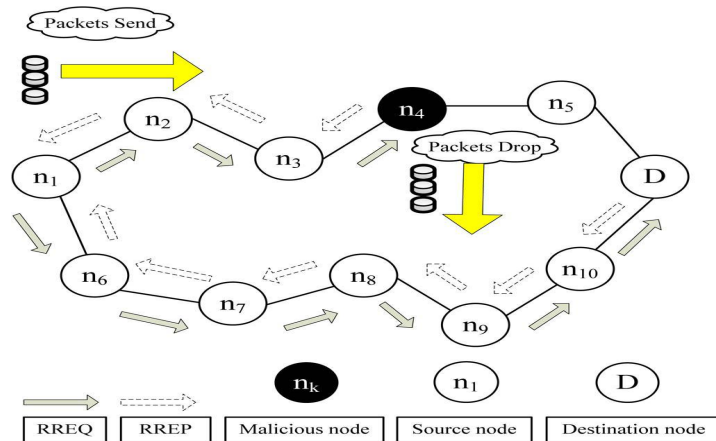 Packets Send
n2
n4
n5
n3
Packets Drop
n1
D
n6
n8
n10
n7
n9
nk
n1
D
RREQ
RREP
Malicious node
Source node
Destination node